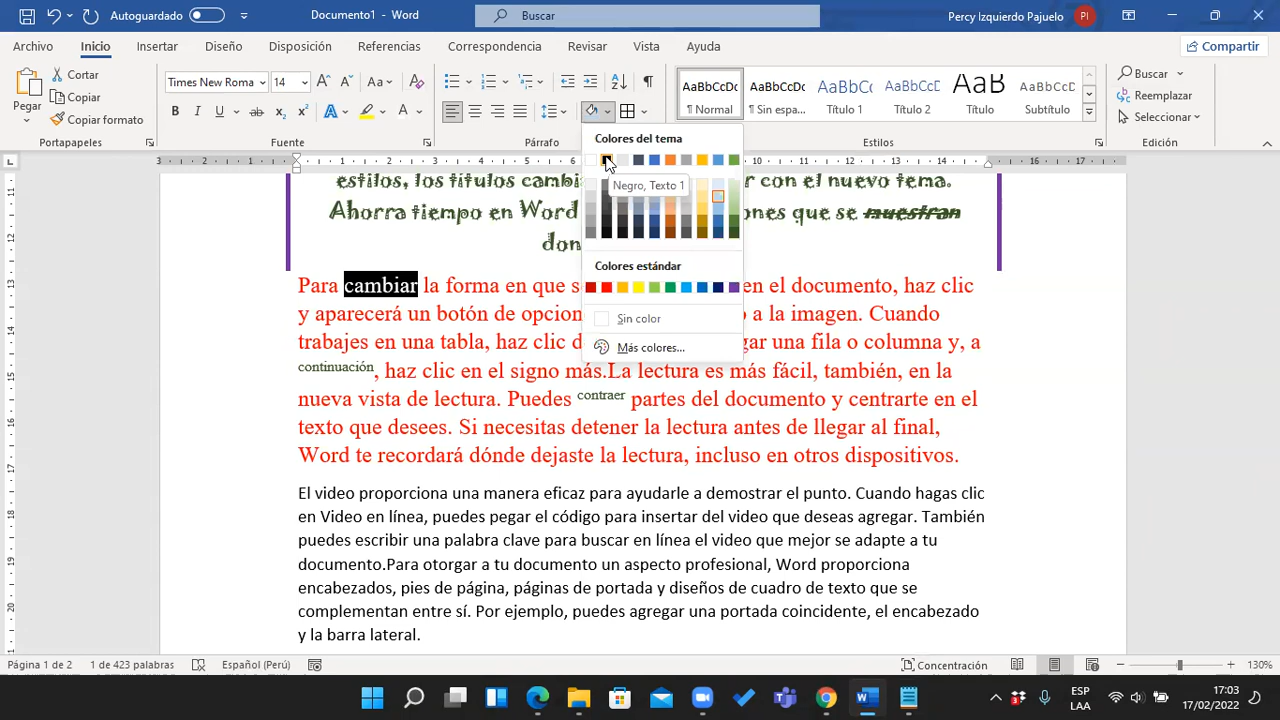 Autoguardado
Documento1 - Word
Buscar
Percy Izquierdo Pajuelo
PI
Archivo
Inicio
Insertar
Diseño
Disposición
Referencias
Correspondencia
Revisar
Vista
Ayuda
Compartir
Pegar
Cortar
Copiar
Copiar formato
Portapapeles
Times New Roma
14
Fuente
Párrafo
AaBbCcDc
¶ Normal
AaBbCcDc
¶ Sin espa...
AaBbCcD
Título 1
AaBbCcD
Título 2
AaB
Título
AaBbCcD
Subtítulo
Estilos
Buscar
Reemplazar
Seleccionar
Edición
Colores del tema
Negro, Texto 1
Colores estándar
Sin color
Más colores...
estilos, los títulos cambia r con el nuevo tema.
Ahorra tiempo en Word iones que se muestran
don
Para cambiar la forma en que s en el documento, haz clic
y aparecerá un botón de opcion o a la imagen. Cuando
trabajes en una tabla, haz clic d gar una fila o columna y, a
continuación, haz clic en el signo más.La lectura es más fácil, también, en la
nueva vista de lectura. Puedes contraer partes del documento y centrarte en el
texto que desees. Si necesitas detener la lectura antes de llegar al final,
Word te recordará dónde dejaste la lectura, incluso en otros dispositivos.
El video proporciona una manera eficaz para ayudarle a demostrar el punto. Cuando hagas clic
en Video en línea, puedes pegar el código para insertar del video que deseas agregar. También
puedes escribir una palabra clave para buscar en línea el video que mejor se adapte a tu
documento.Para otorgar a tu documento un aspecto profesional, Word proporciona
encabezados, pies de página, páginas de portada y diseños de cuadro de texto que se
complementan entre sí. Por ejemplo, puedes agregar una portada coincidente, el encabezado
y la barra lateral.
Página 1 de 2
1 de 423 palabras
Español (Perú)
Concentración
130%
ESP
LAA
17:03
17/02/2022